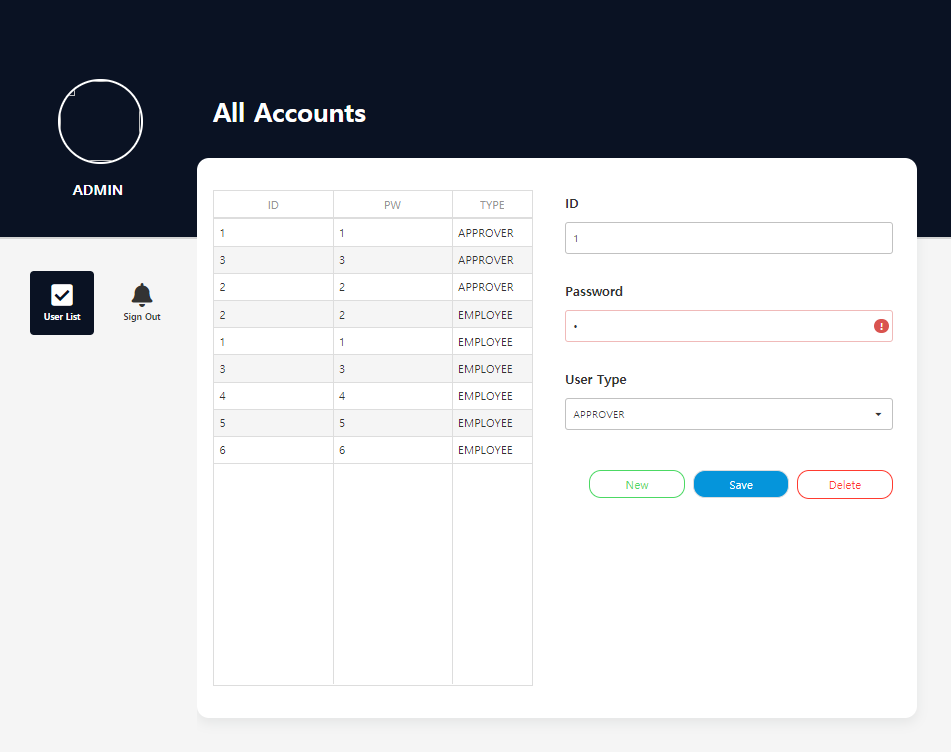 All Accounts
ADMIN
User List
Sign Out
ID PW TYPE
1 1 APPROVER
3 3 APPROVER
2 2 APPROVER
2 2 EMPLOYEE
1 1 EMPLOYEE
3 3 EMPLOYEE
4 4 EMPLOYEE
5 5 EMPLOYEE
6 6 EMPLOYEE
ID
1
Password
•
User Type
APPROVER
New Save Delete